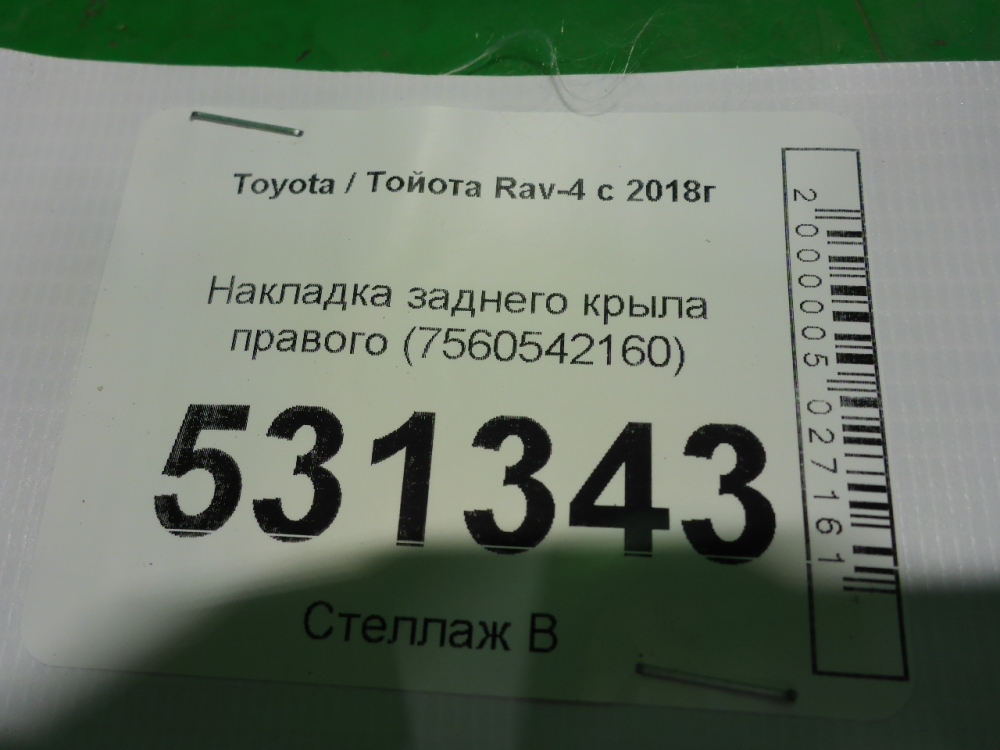 Toyota / Тойота Rav-4 с 2018г
Накладка заднего крыла
правого (7560542160)
531343
Стеллаж В
2000005027161